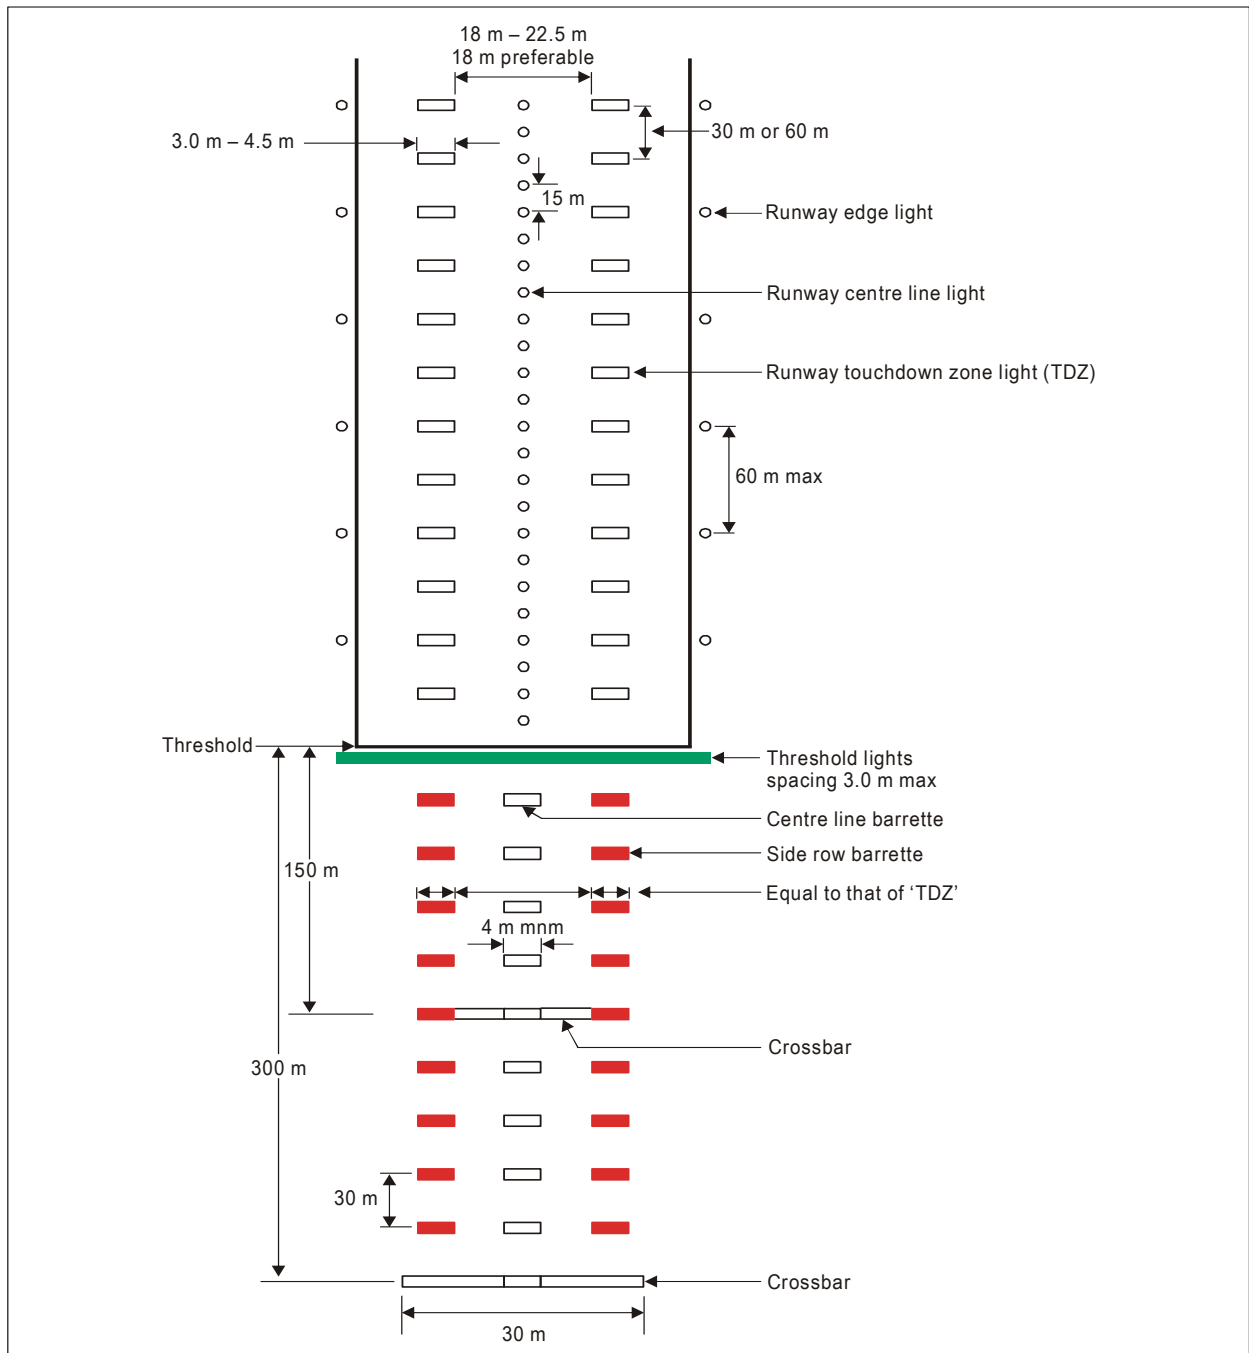 18 m – 22.5 m
18 m preferable
3.0 m – 4.5 m
30 m or 60 m
15 m
Runway edge light
Runway centre line light
Runway touchdown zone light (TDZ)
60 m max
Threshold
Threshold lights
spacing 3.0 m max
Centre line barrette
Side row barrette
150 m
Equal to that of ‘TDZ’
4 m mnm
Crossbar
300 m
30 m
Crossbar
30 m